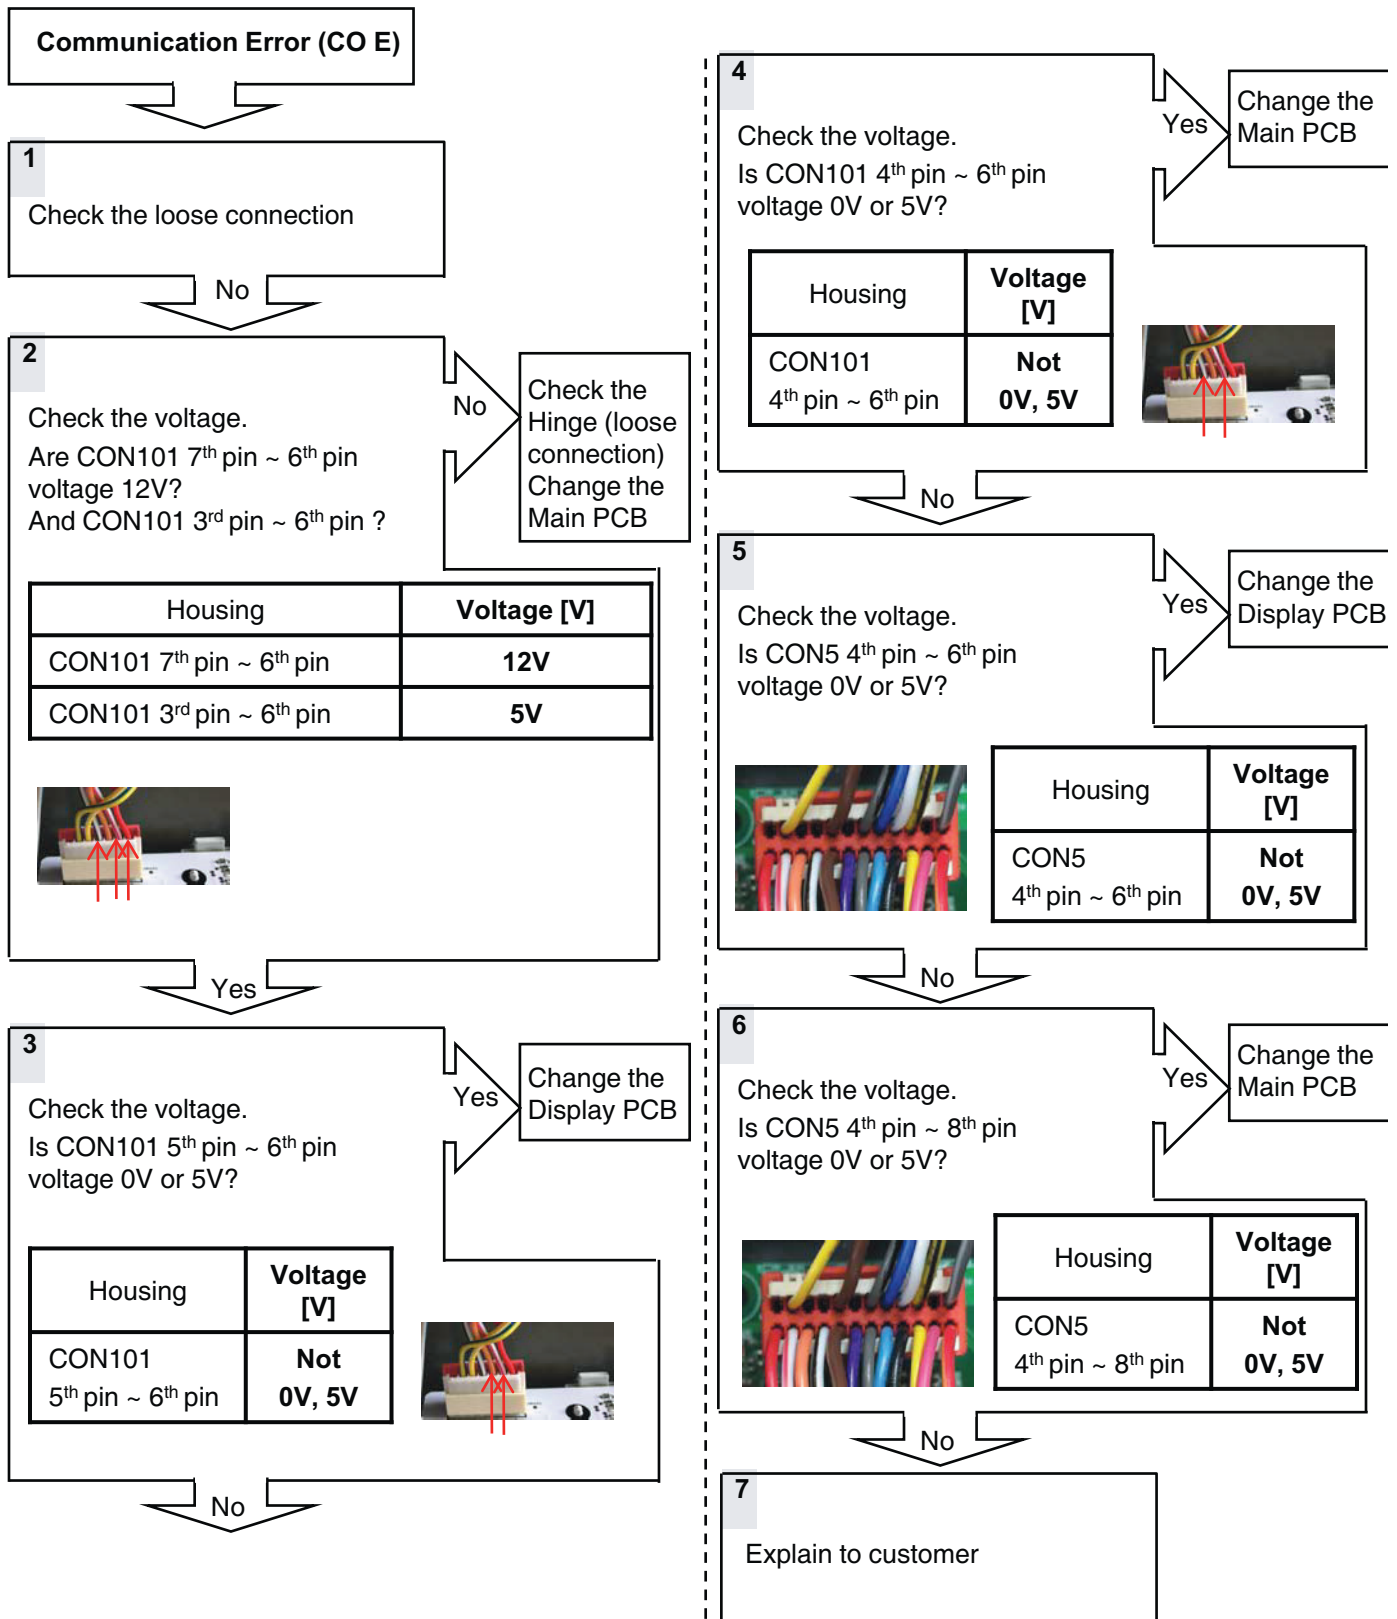 Communication Error (CO E)
1
Check the loose connection
No
2
Check the voltage.
Are CON101 7th pin ~ 6th pin
voltage 12V?
And CON101 3rd pin ~ 6th pin ?
No
Check the
Hinge (loose
connection)
Change the
Main PCB
Housing Voltage [V]
CON101 7th pin ~ 6th pin 12V
CON101 3rd pin ~ 6th pin 5V
Yes
3
Check the voltage.
Is CON101 5th pin ~ 6th pin
voltage 0V or 5V?
Yes
Change the
Display PCB
Housing
Voltage
[V]
CON101
5th pin ~ 6th pin
Not
0V, 5V
No
4
Check the voltage.
Is CON101 4th pin ~ 6th pin
voltage 0V or 5V?
Yes
Change the
Main PCB
Housing
Voltage
[V]
CON101
4th pin ~ 6th pin
Not
0V, 5V
No
5
Check the voltage.
Is CON5 4th pin ~ 6th pin
voltage 0V or 5V?
Yes
Change the
Display PCB
Housing
Voltage
[V]
CON5
4th pin ~ 6th pin
Not
0V, 5V
No
6
Check the voltage.
Is CON5 4th pin ~ 8th pin
voltage 0V or 5V?
Yes
Change the
Main PCB
Housing
Voltage
[V]
CON5
4th pin ~ 8th pin
Not
0V, 5V
No
7
Explain to customer